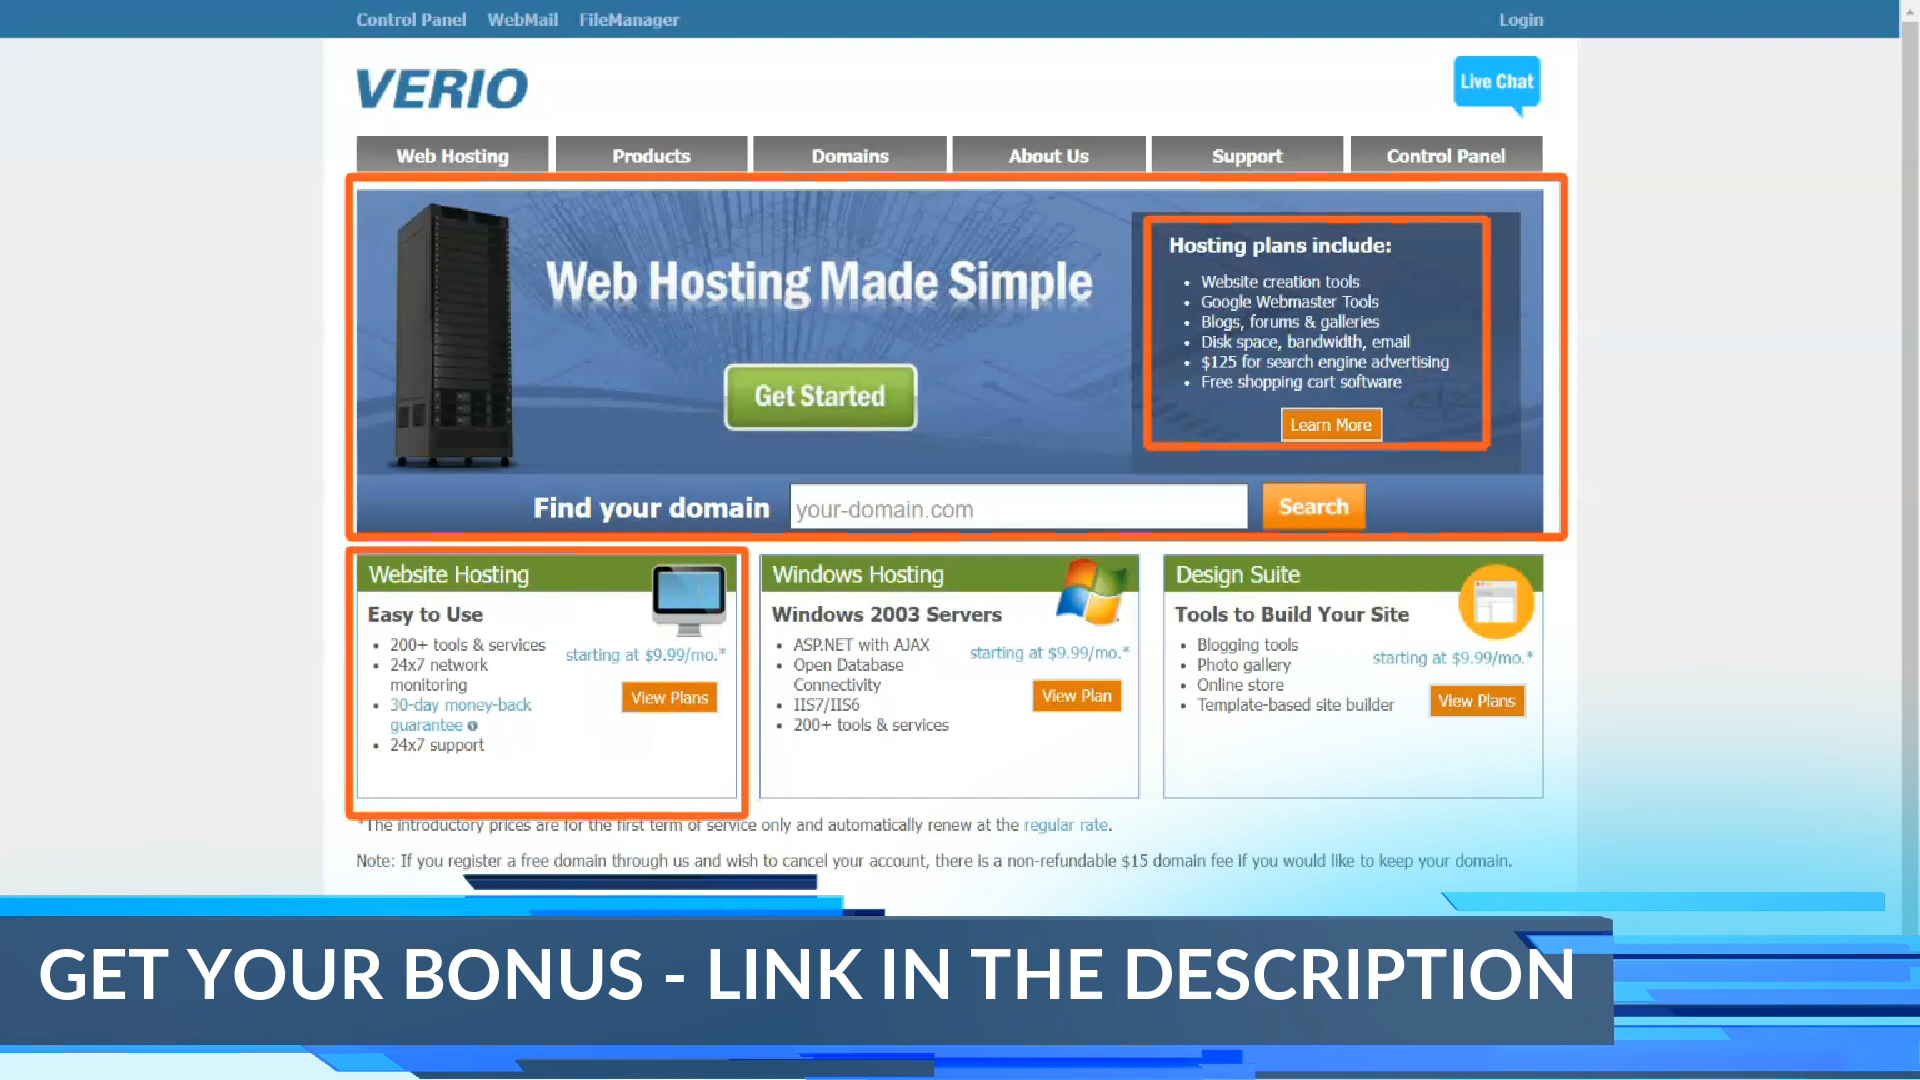 Control Panel WebMail FileManager Login
VERIO
Live Chat
Web Hosting Products Domains About Us Support Control Panel
Web Hosting Made Simple
Get Started
Hosting plans include:
• Website creation tools
• Google Webmaster Tools
• Blogs, forums & galleries
• Disk space, bandwidth, email
• $125 for search engine advertising
• Free shopping cart software
Learn More
Find your domain your-domain.com Search
Website Hosting
Easy to Use
• 200+ tools & services
• 24x7 network
monitoring
• 30-day money-back
guarantee
• 24x7 support
starting at $9.99/mo.*
View Plans
Windows Hosting
Windows 2003 Servers
• ASP.NET with AJAX
• Open Database
Connectivity
• IIS7/IIS6
• 200+ tools & services
starting at $9.99/mo.*
View Plan
Design Suite
Tools to Build Your Site
• Blogging tools
• Photo gallery
• Online store
• Template-based site builder
starting at $9.99/mo.*
View Plans
*The introductory prices are for the first term of service only and automatically renew at the regular rate.
Note: If you register a free domain through us and wish to cancel your account, there is a non-refundable $15 domain fee if you would like to keep your domain.
GET YOUR BONUS - LINK IN THE DESCRIPTION